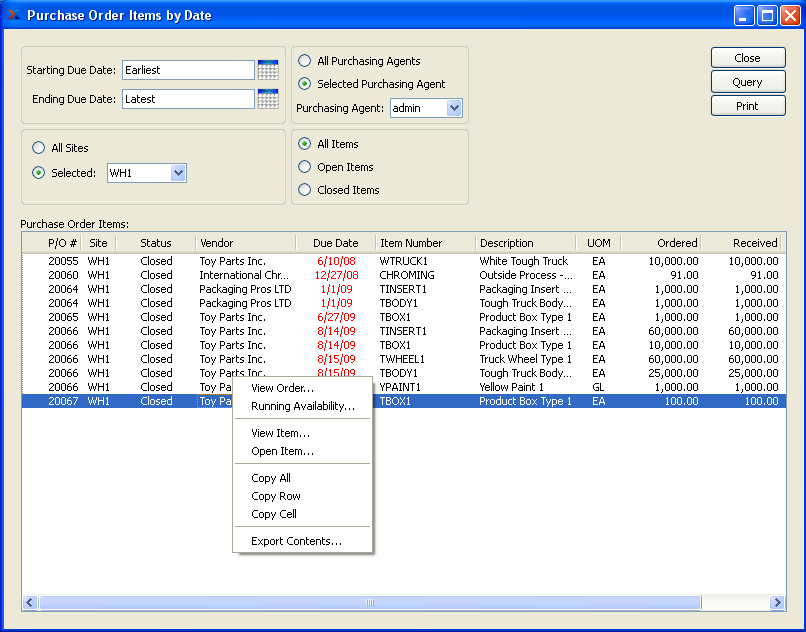 Purchase Order Items by Date
Starting Due Date: Earliest
Ending Due Date: Latest
All Purchasing Agents
Selected Purchasing Agent
Purchasing Agent: admin
Close
Query
Print
All Sites
Selected: WH1
All Items
Open Items
Closed Items
Purchase Order Items:
P/O # Site Status Vendor Due Date Item Number Description UOM Ordered Received
20055 WH1 Closed Toy Parts Inc. 6/10/08 WTRUCK1 White Tough Truck EA 10,000.00 10,000.00
20060 WH1 Closed International Chr... 12/27/08 CHROMING Outside Process -... EA 91.00 91.00
20064 WH1 Closed Packaging Pros LTD 1/1/09 TINSERT1 Packaging Insert ... EA 1,000.00 1,000.00
20064 WH1 Closed Packaging Pros LTD 1/1/09 TBODY1 Tough Truck Body... EA 1,000.00 1,000.00
20065 WH1 Closed Toy Parts Inc. 6/27/09 TBOX1 Product Box Type 1 EA 1,000.00 1,000.00
20066 WH1 Closed Toy Parts Inc. 8/14/09 TINSERT1 Packaging Insert ... EA 60,000.00 60,000.00
20066 WH1 Closed Toy Parts Inc. 8/14/09 TBOX1 Product Box Type 1 EA 10,000.00 10,000.00
20066 WH1 Closed Toy Parts Inc. 8/15/09 TWHEEL1 Truck Wheel Type 1 EA 60,000.00 60,000.00
20066 WH1 Closed Toy Parts Inc. 8/15/09 TBODY1 Tough Truck Body... EA 25,000.00 25,000.00
20066 WH1 Closed Toy Pa YPAINT1 Yellow Paint 1 GL 1,000.00 1,000.00
20067 WH1 Closed Toy Pa TBOX1 Product Box Type 1 EA 100.00 100.00
View Order...
Running Availability...
View Item...
Open Item...
Copy All
Copy Row
Copy Cell
Export Contents...